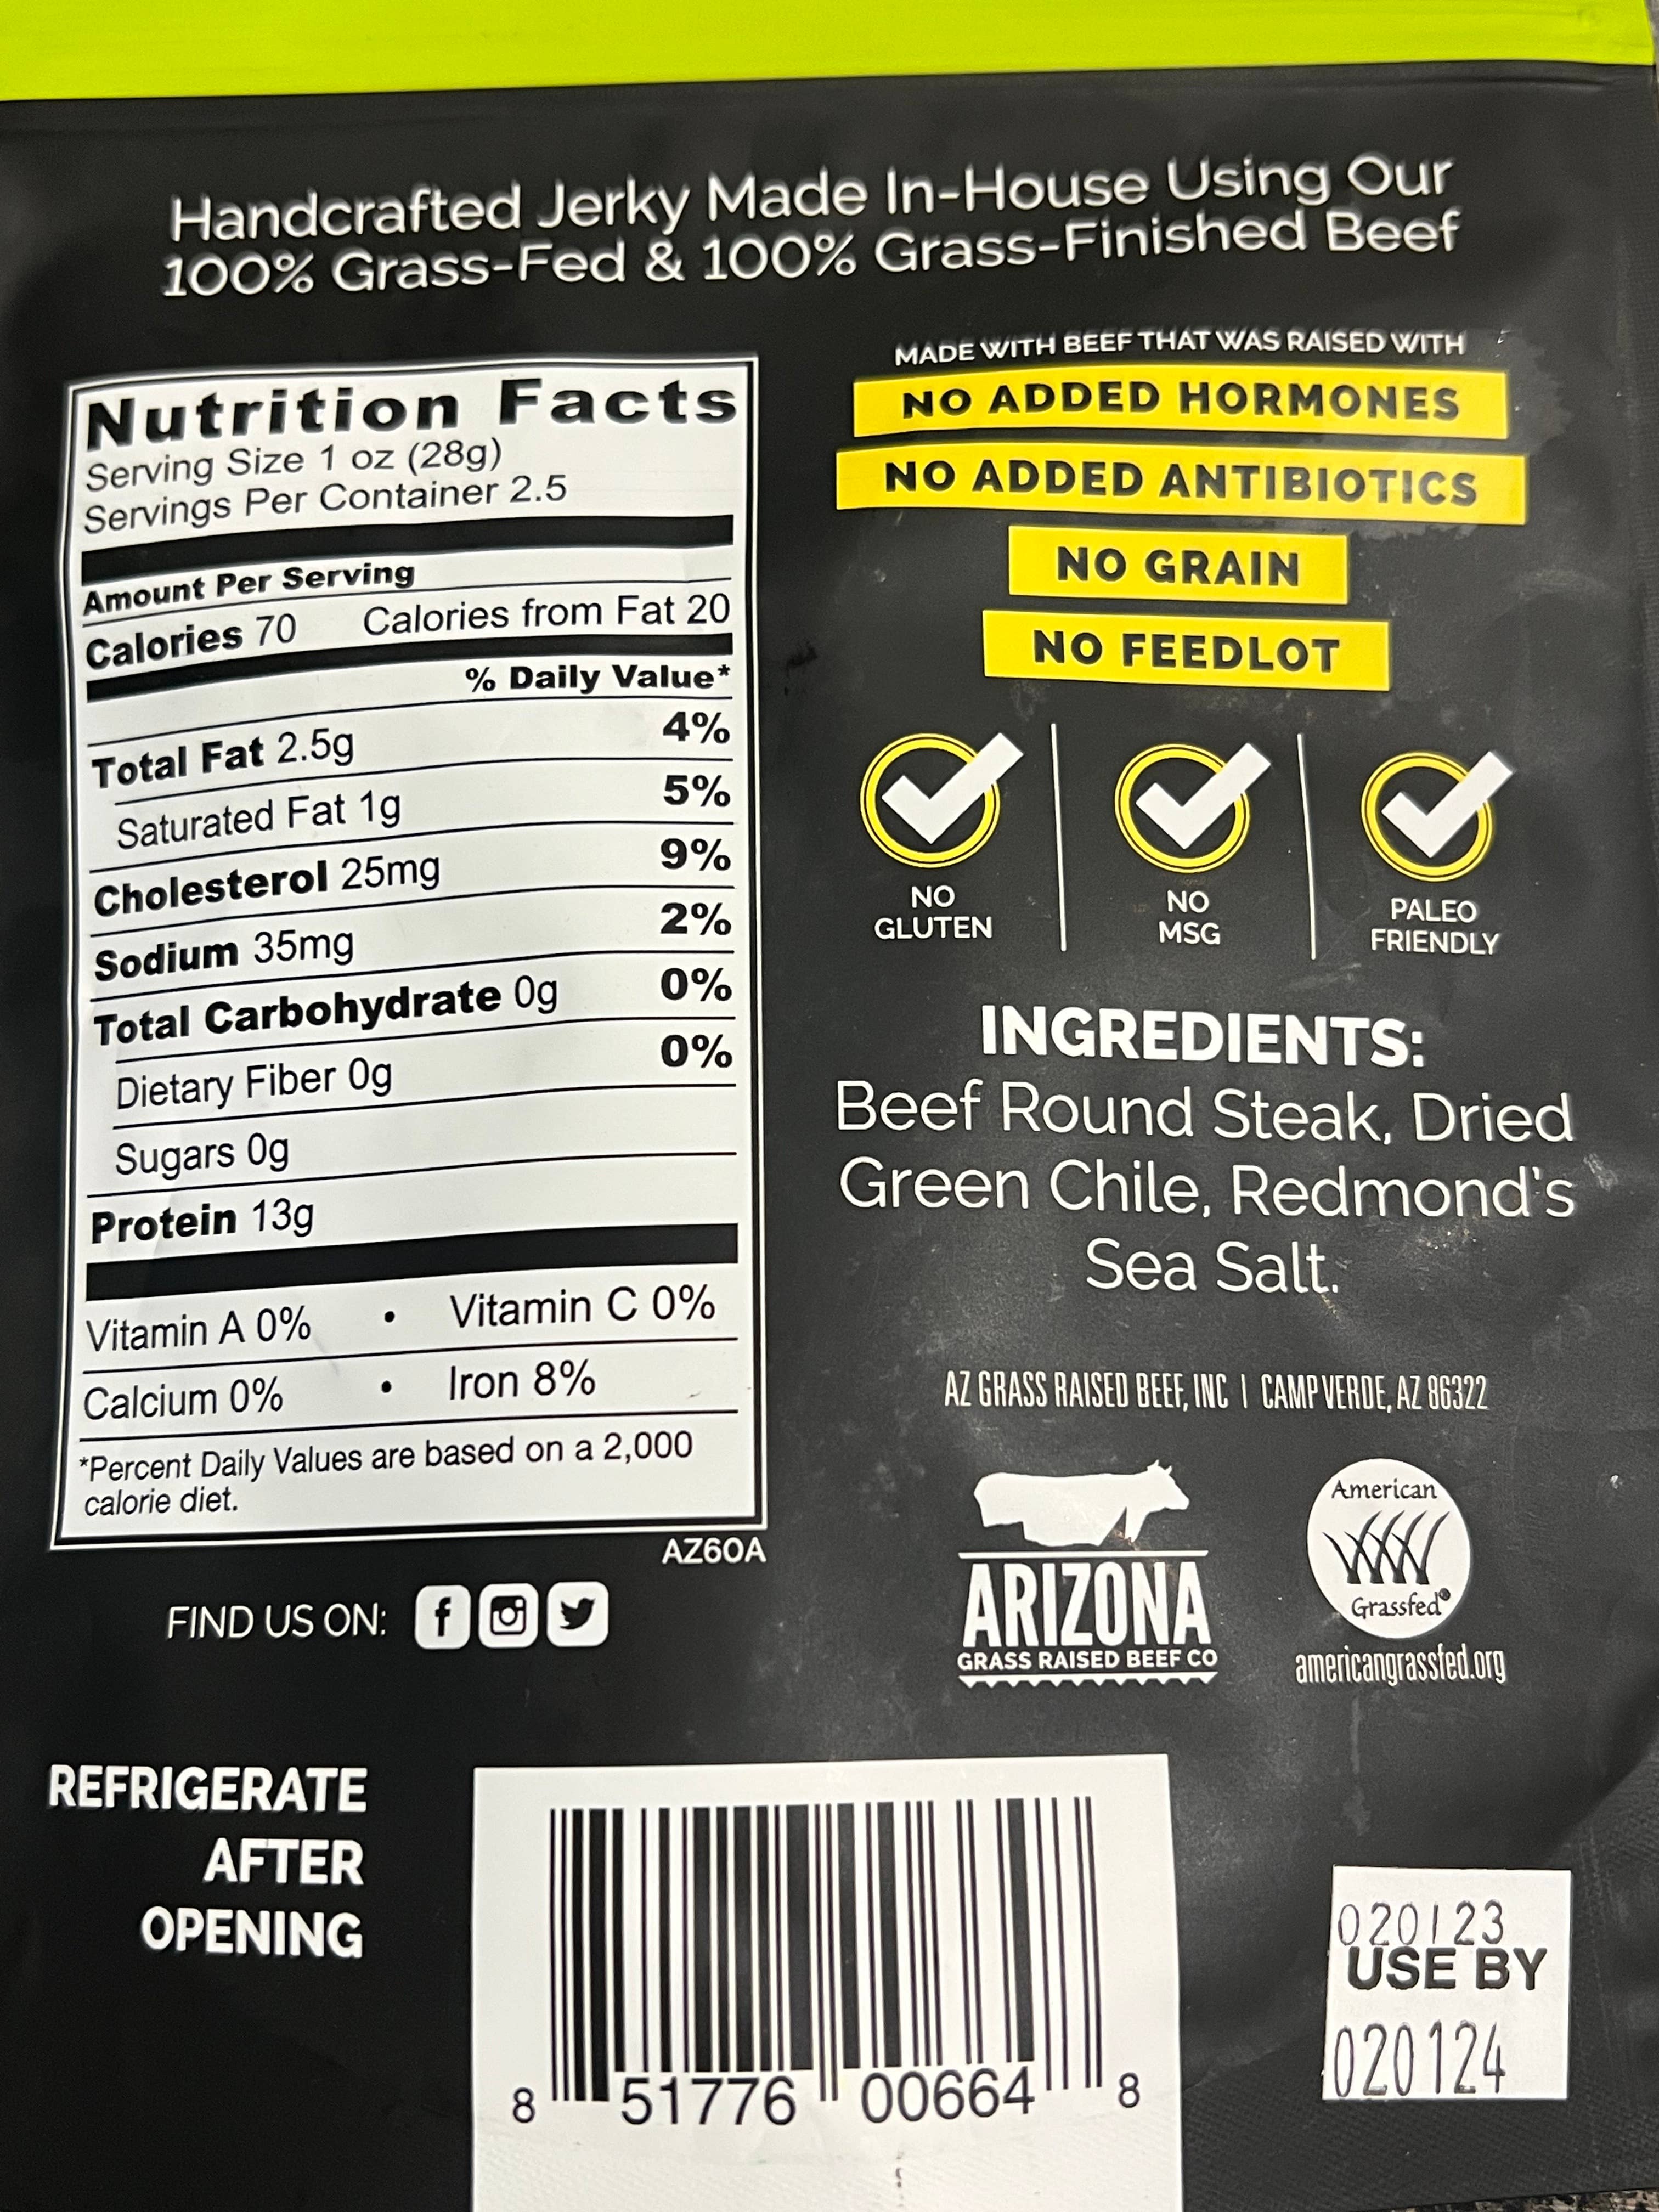 Handcrafted Jerky Made In-House Using Our
100% Grass-Fed & 100% Grass-Finished Beef
Nutrition Facts
Serving Size 1 oz (28g)
Servings Per Container 2.5
Amount Per Serving
Calories 70 Calories from Fat 20
% Daily Value*
Total Fat 2.5g 4%
Saturated Fat 1g 5%
Cholesterol 25mg 9%
Sodium 35mg 2%
Total Carbohydrate 0g 0%
Dietary Fiber 0g 0%
Sugars 0g
Protein 13g
Vitamin A 0% • Vitamin C 0%
Calcium 0% • Iron 8%
*Percent Daily Values are based on a 2,000
calorie diet.
AZ60A
FIND US ON:
MADE WITH BEEF THAT WAS RAISED WITH
NO ADDED HORMONES
NO ADDED ANTIBIOTICS
NO GRAIN
NO FEEDLOT
NO
GLUTEN
NO
MSG
PALEO
FRIENDLY
INGREDIENTS:
Beef Round Steak, Dried
Green Chile, Redmond's
Sea Salt.
AZ GRASS RAISED BEEF, INC | CAMP VERDE, AZ 86322
ARIZONA
GRASS RAISED BEEF CO
American
Grassfed®
americangrassfed.org
REFRIGERATE
AFTER
OPENING
8 51776 00664 8
020123
USE BY
020124